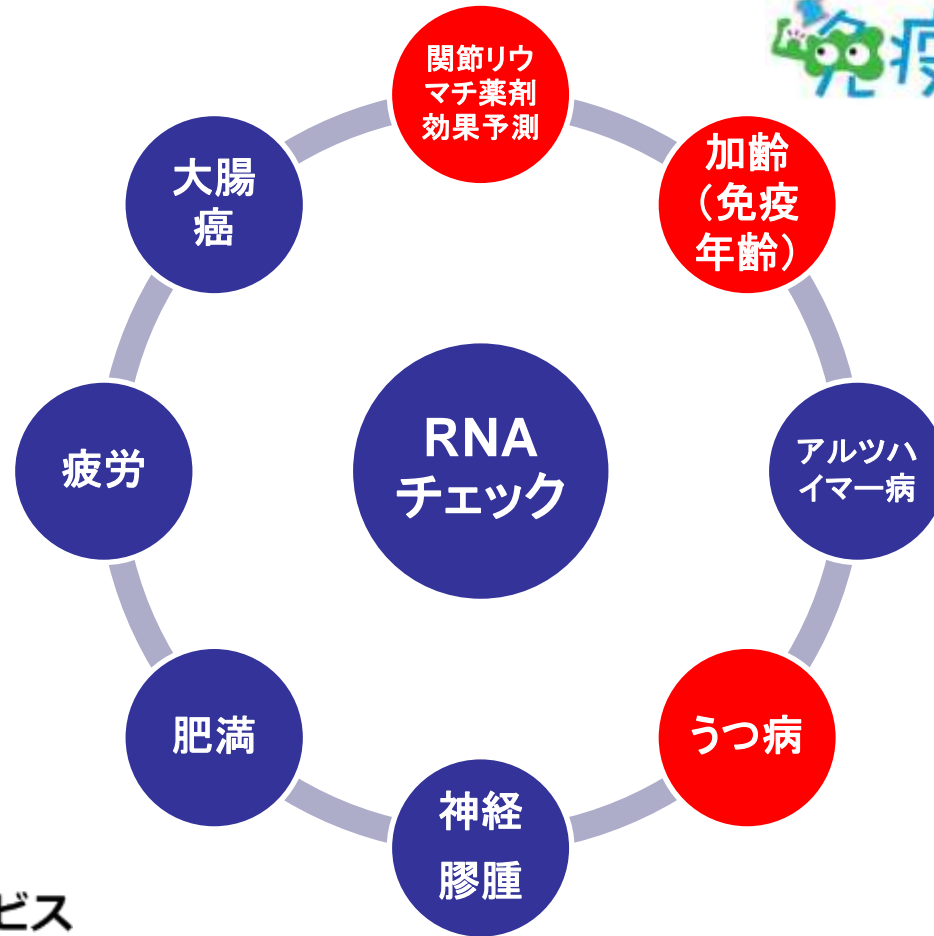 関節リウ
マチ薬剤
効果予測
加齢
（免疫
年齢）
アルツハ
イマー病
うつ病
神経
膠腫
肥満
疲労
大腸
癌
RNA
チェック
免疫
ビス